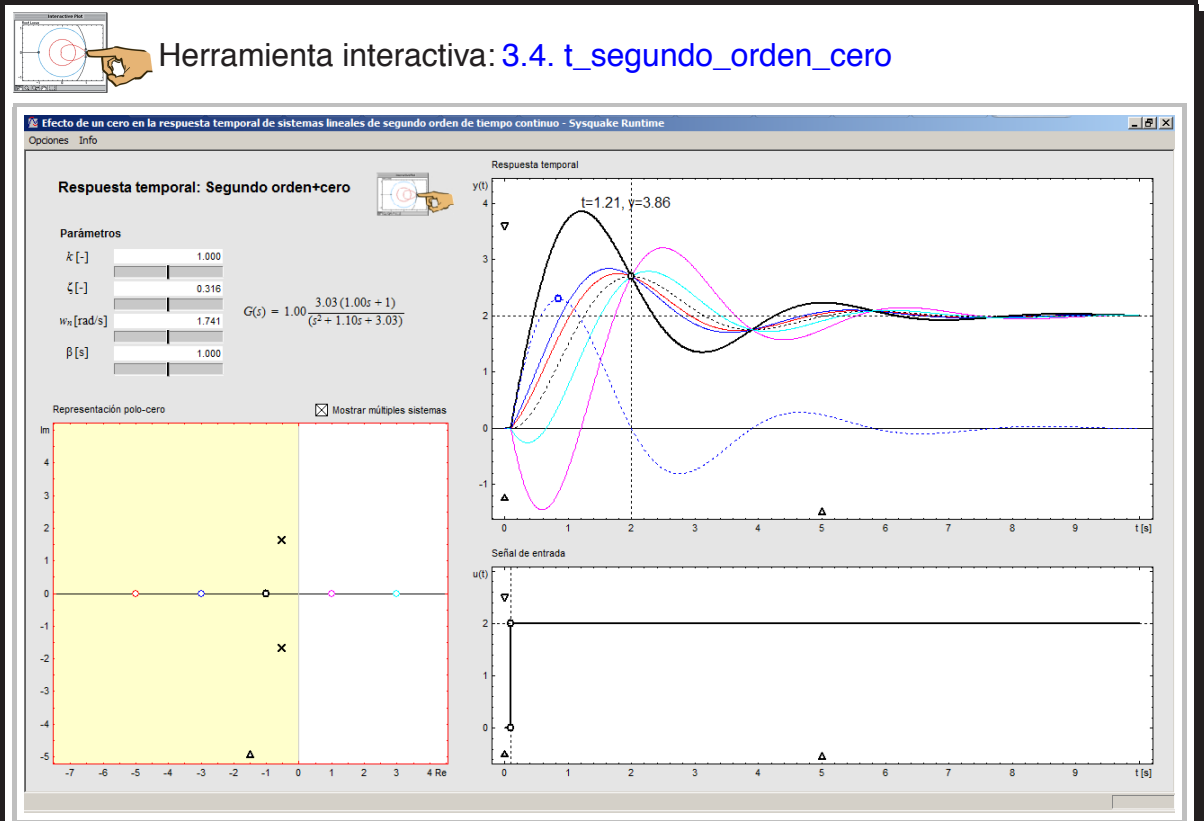 Interactive Plot
Herramienta interactiva: 3.4. t_segundo_orden_cero
Efecto de un cero en la respuesta temporal de sistemas lineales de segundo orden de tiempo continuo - Sysquake Runtime
Opciones Info
Respuesta temporal: Segundo orden+cero
Parámetros
k [-] 1.000
ζ [-] 0.316
wn [rad/s] 1.741
β [s] 1.000
G(s) = 1.00 3.03 (1.00s + 1) / (s² + 1.10s + 3.03)
Representación polo-cero
Mostrar múltiples sistemas
Im
4
3
2
1
0
-1
-2
-3
-4
-5
-7 -6 -5 -4 -3 -2 -1 0 1 2 3 4 Re
Respuesta temporal
y(t)
t=1.21, y=3.86
4
3
2
1
0
-1
0 1 2 3 4 5 6 7 8 9 t [s]
Señal de entrada
u(t)
2
1
0
0 1 2 3 4 5 6 7 8 9 t [s]